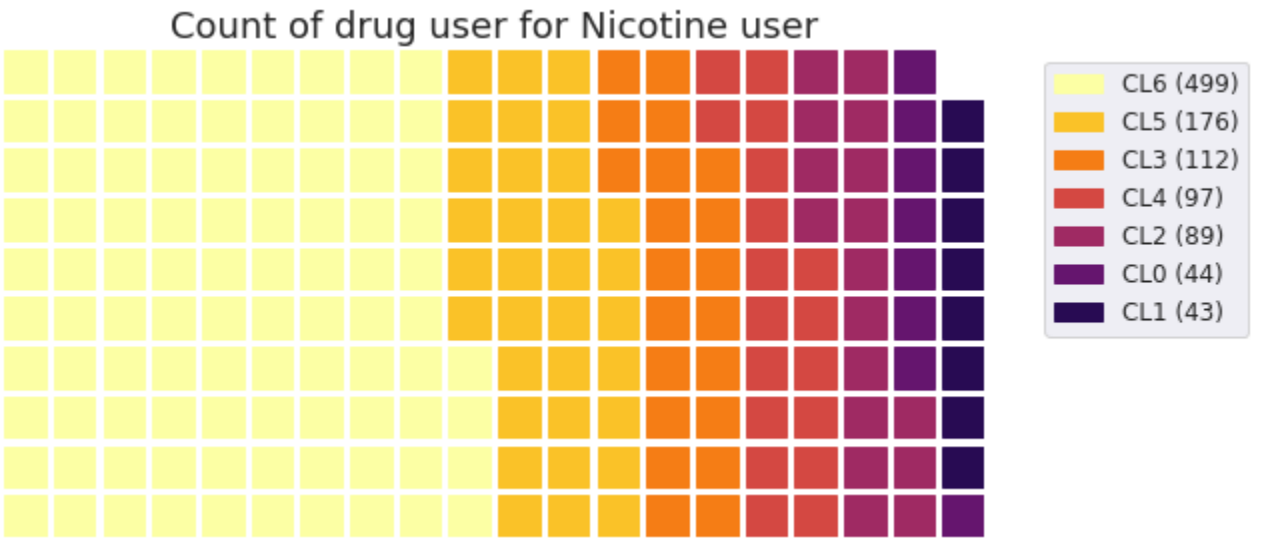 Count of drug user for Nicotine user
CL6 (499)
CL5 (176)
CL3 (112)
CL4 (97)
CL2 (89)
CL0 (44)
CL1 (43)